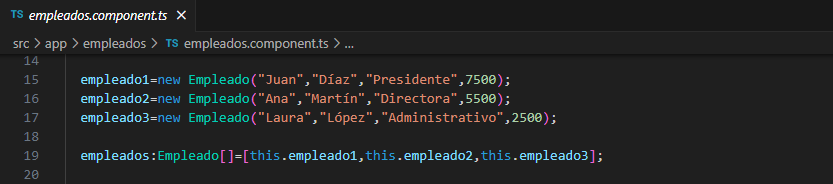 TS empleados.component.ts ×
src > app > empleados > TS empleados.component.ts > ...
14
15 empleado1=new Empleado("Juan","Díaz","Presidente",7500);
16 empleado2=new Empleado("Ana","Martín","Directora",5500);
17 empleado3=new Empleado("Laura","López","Administrativo",2500);
18
19 empleados:Empleado[]=[this.empleado1,this.empleado2,this.empleado3];
20